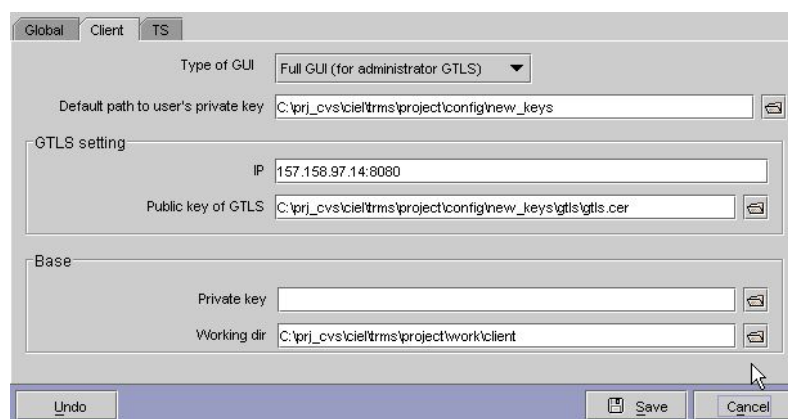 Global Client TS
Type of GUI Full GUI (for administrator GTLS)
Default path to user's private key C:\prj_cvs\ciel\trms\project\config\new_keys
GTLS setting
IP 157.158.97.14:8080
Public key of GTLS C:\prj_cvs\ciel\trms\project\config\new_keys\gtls\gtls.cer
Base
Private key
Working dir C:\prj_cvs\ciel\trms\project\work\client
Undo Save Cancel